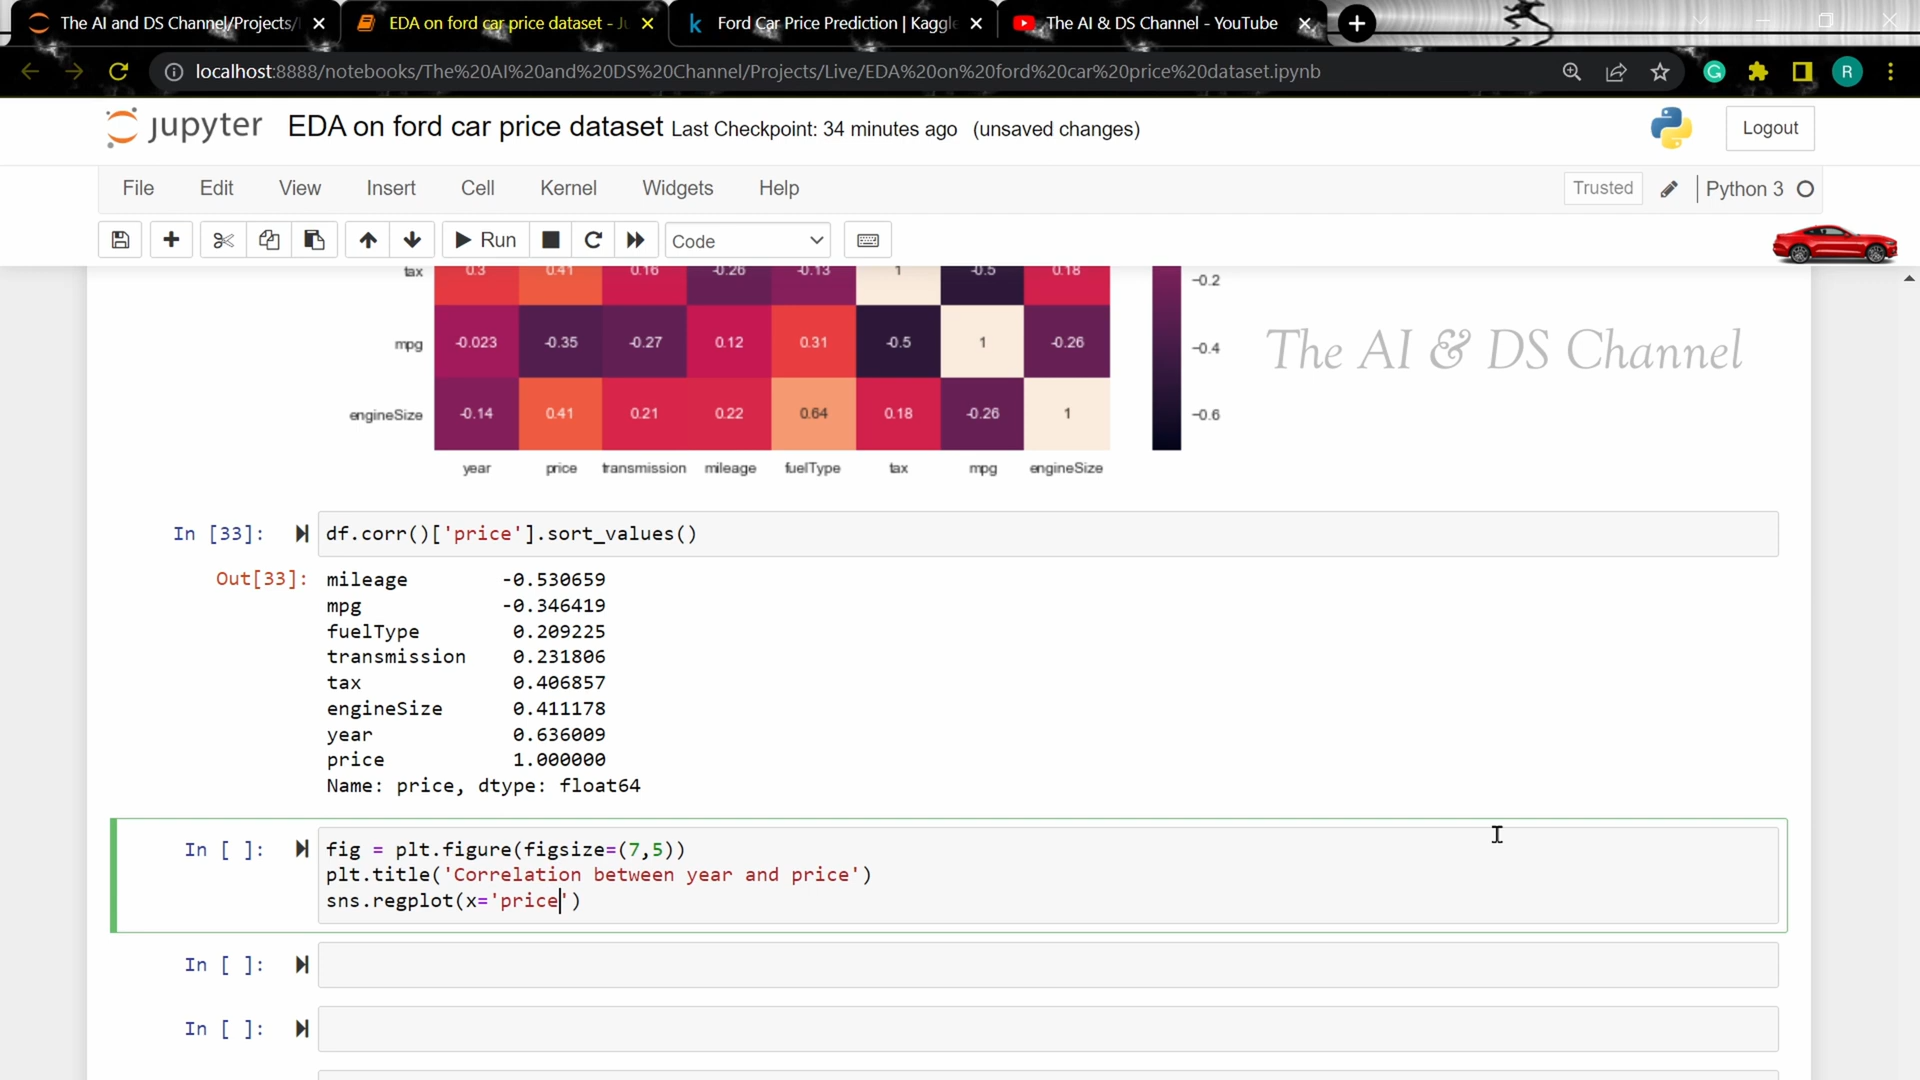 The AI and DS Channel/Projects/
EDA on ford car price dataset - Ju
Ford Car Price Prediction | Kaggle
The AI & DS Channel - YouTube
localhost:8888/notebooks/The%20AI%20and%20DS%20Channel/Projects/Live/EDA%20on%20ford%20car%20price%20dataset.ipynb
R
jupyter EDA on ford car price dataset Last Checkpoint: 34 minutes ago (unsaved changes)
Logout
File Edit View Insert Cell Kernel Widgets Help
Trusted Python 3
Run Code
tax 0.3 0.41 0.16 -0.26 -0.13 1 -0.5 0.18
-0.2
mpg -0.023 -0.35 -0.27 0.12 0.31 -0.5 1 -0.26
-0.4
The AI & DS Channel
engineSize -0.14 0.41 0.21 0.22 0.64 0.18 -0.26 1
-0.6
year price transmission mileage fuelType tax mpg engineSize
In [33]: df.corr()['price'].sort_values()
Out[33]: mileage -0.530659
mpg -0.346419
fuelType 0.209225
transmission 0.231806
tax 0.406857
engineSize 0.411178
year 0.636009
price 1.000000
Name: price, dtype: float64
In [ ]: fig = plt.figure(figsize=(7,5))
plt.title('Correlation between year and price')
sns.regplot(x='price')
In [ ]:
In [ ]: